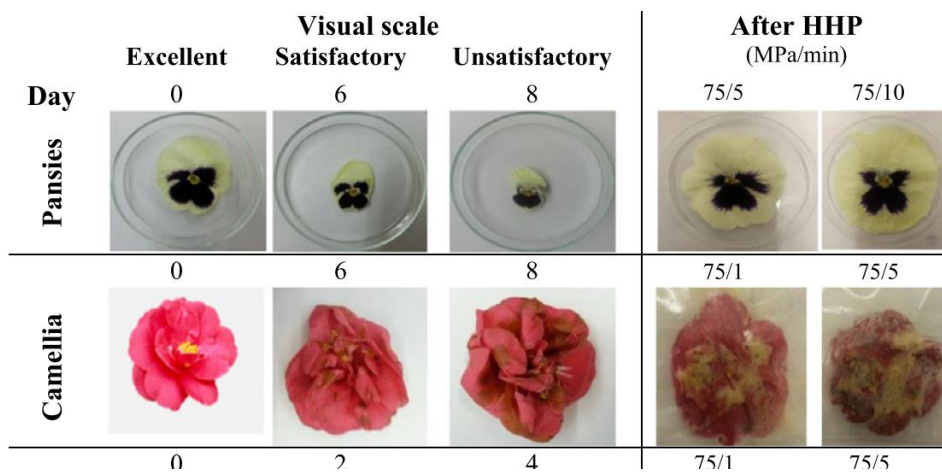 Visual scale
After HHP
Excellent Satisfactory Unsatisfactory
(MPa/min)
Day 0 6 8 75/5 75/10
Pansies
0 6 8 75/1 75/5
Camellia
0 2 4 75/1 75/5